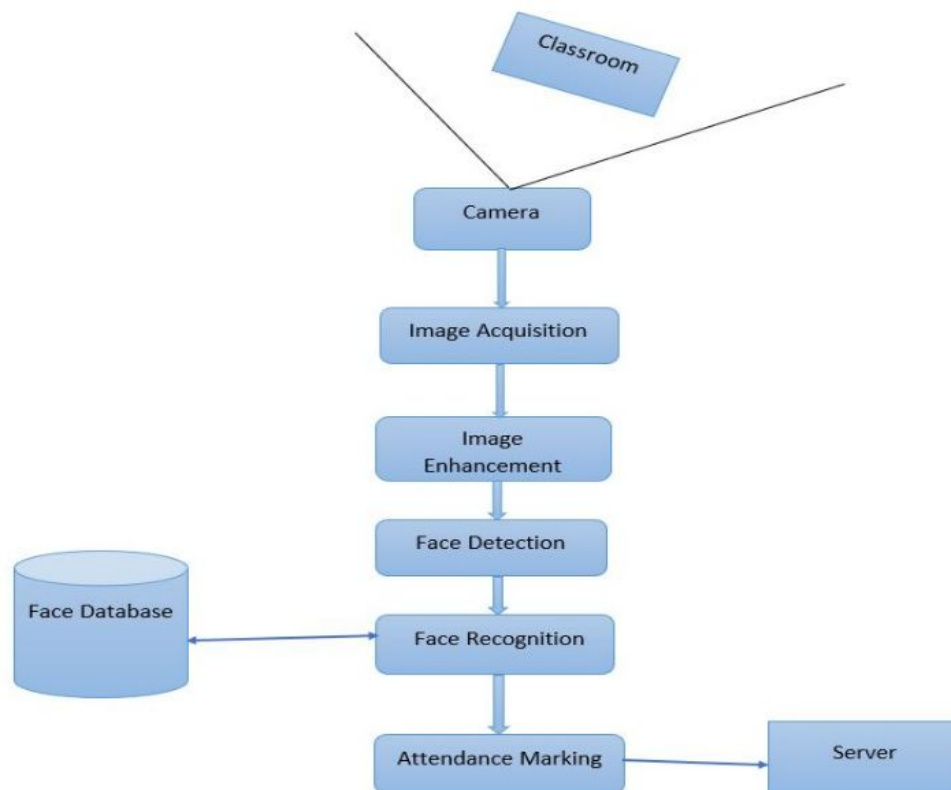 Classroom
Camera
Image Acquisition
Image
Enhancement
Face Detection
Face Database
Face Recognition
Attendance Marking
Server